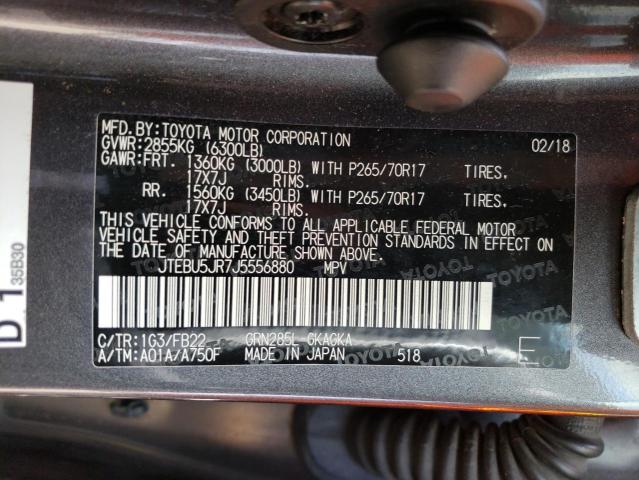 MFD.BY:TOYOTA MOTOR CORPORATION 02/18
GVWR:2855KG (6300LB)
GAWR:FRT. 1360KG (3000LB) WITH P265/70R17 TIRES,
17X7J RIMS.
RR. 1560KG (3450LB) WITH P265/70R17 TIRES,
17X7J RIMS.
THIS VEHICLE CONFORMS TO ALL APPLICABLE FEDERAL MOTOR
VEHICLE SAFETY AND THEFT PREVENTION STANDARDS IN EFFECT ON
THE DATE OF MANUFACTURE SHOWN ABOVE.
JTEBU5JR7J5556880 MPV
C/TR:1G3/FB22 GRN285L GKAGKA
A/TM:A01A/A750F MADE IN JAPAN 518 E
D1
35B30